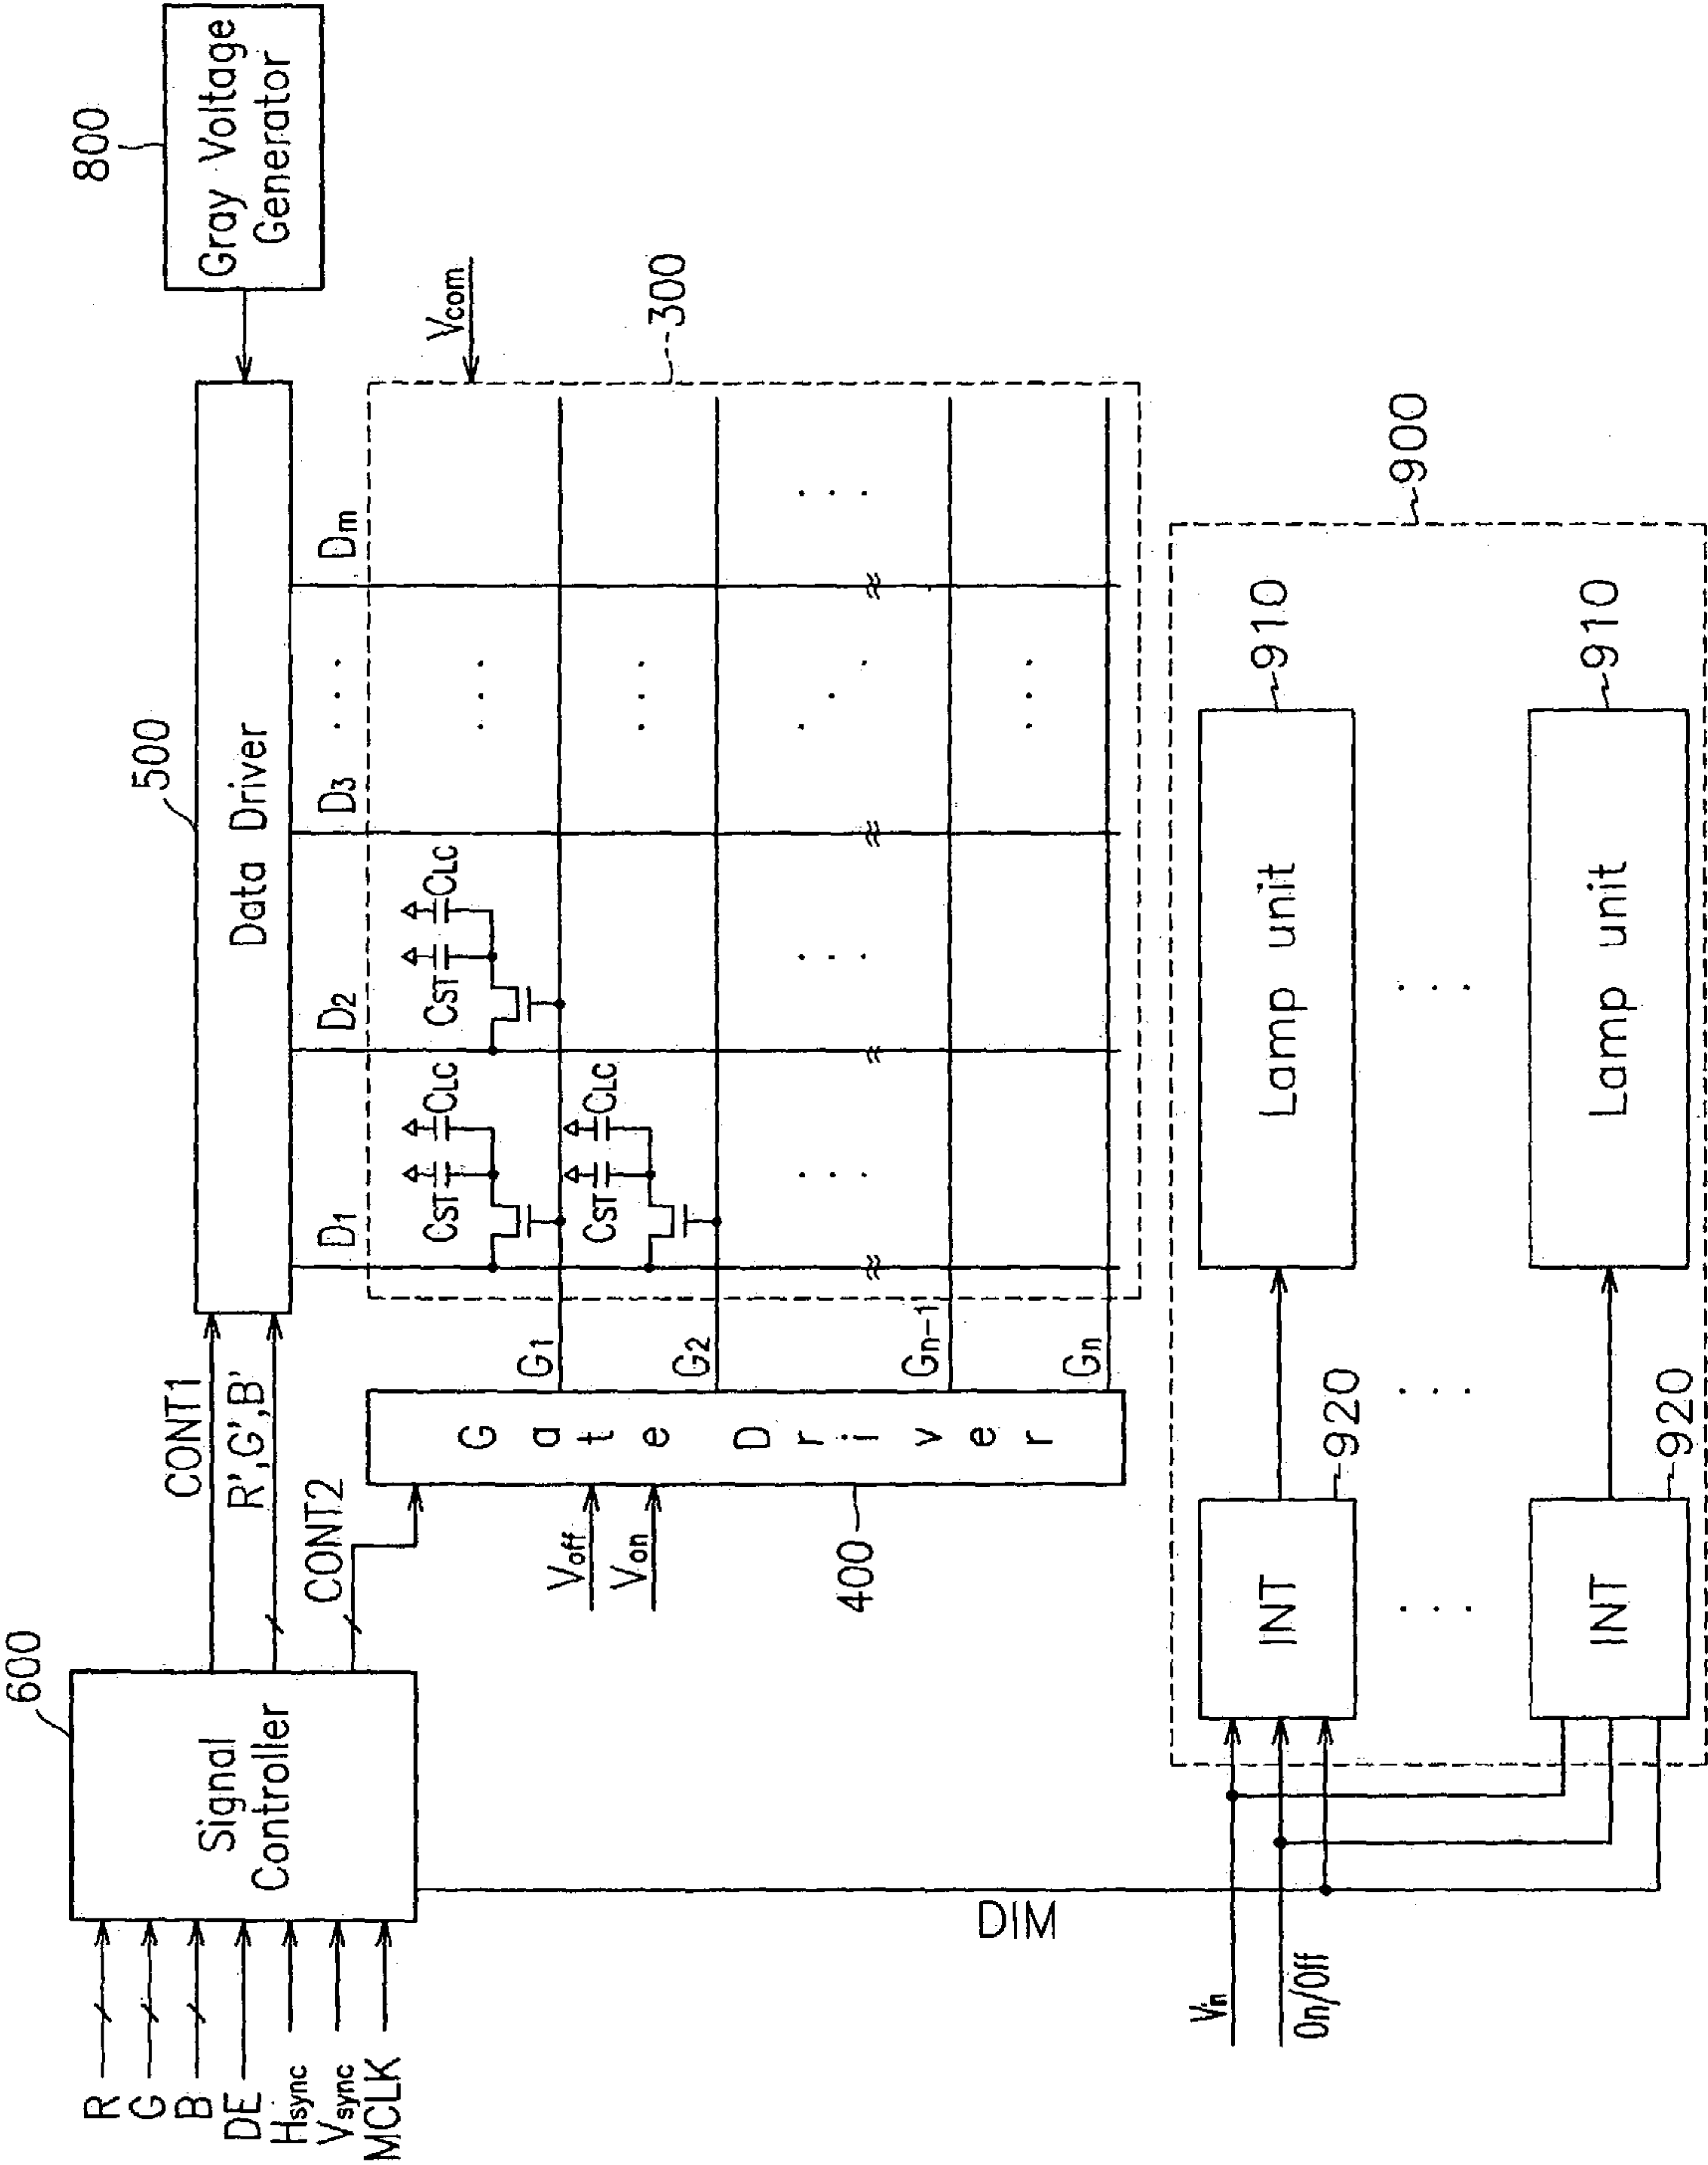 R
G
B
DE
Hsync
Vsync
MCLK
600
Signal
Controller
CONT1
R',G',B'
CONT2
500
Data Driver
800
Gray Voltage
Generator
D1
D2
D3
. . .
Dm
Vcom
300
CST
CLC
CST
CLC
CST
CLC
. . .
. . .
. . .
. . .
. . .
. . .
. . .
G1
G2
Gn-1
Gn
Gate Driver
Voff
Von
400
DIM
Vin
On/Off
900
INT
920
Lamp unit
910
. . .
. . .
. . .
INT
920
Lamp unit
910